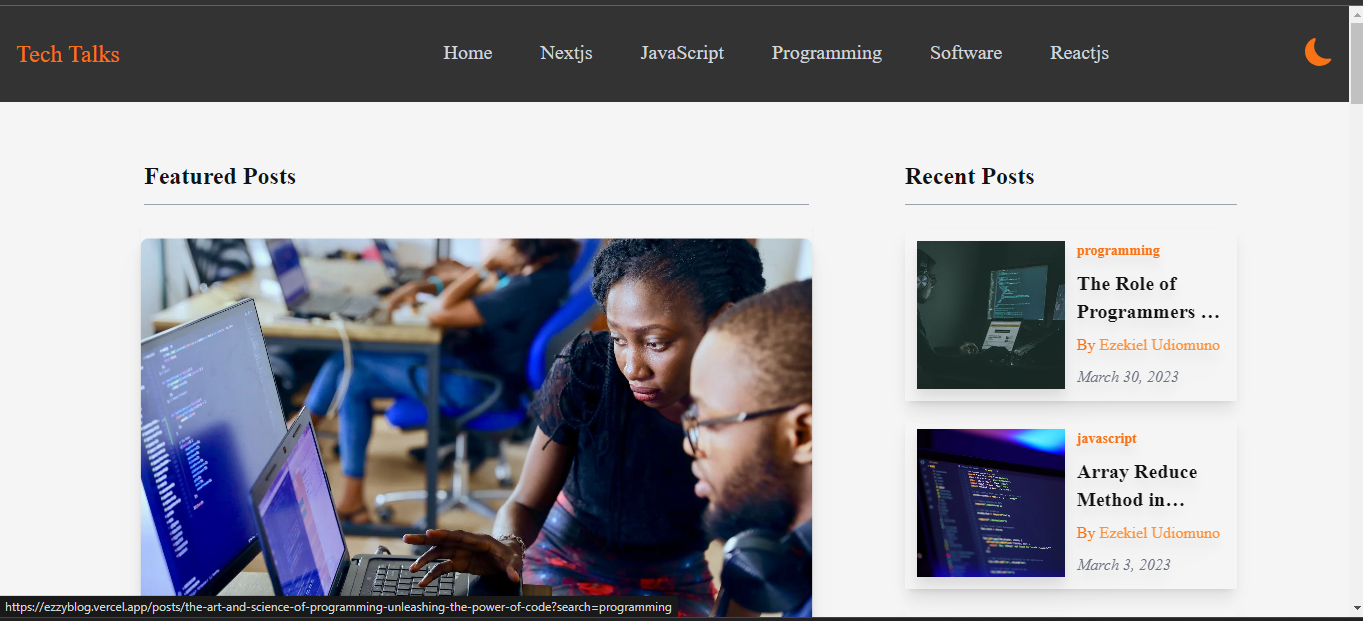 Tech Talks
Home
Nextjs
JavaScript
Programming
Software
Reactjs
Featured Posts
Recent Posts
programming
The Role of
Programmers ...
By Ezekiel Udiomuno
March 30, 2023
javascript
Array Reduce
Method in...
By Ezekiel Udiomuno
March 3, 2023
https://ezzyblog.vercel.app/posts/the-art-and-science-of-programming-unleashing-the-power-of-code?search=programming